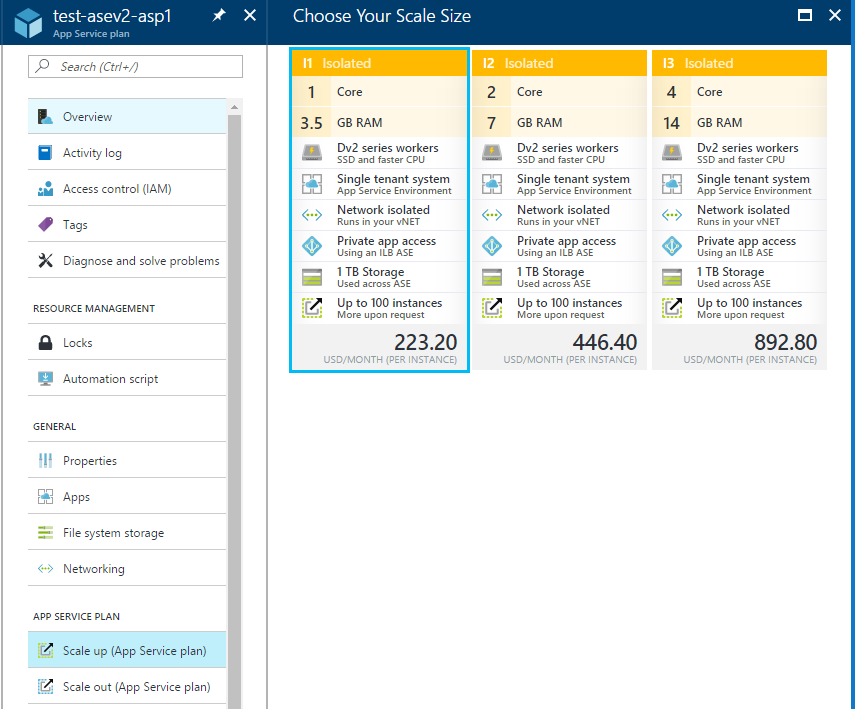 test-asev2-asp1
App Service plan
Search (Ctrl+/)
Overview
Activity log
Access control (IAM)
Tags
Diagnose and solve problems
RESOURCE MANAGEMENT
Locks
Automation script
GENERAL
Properties
Apps
File system storage
Networking
APP SERVICE PLAN
Scale up (App Service plan)
Scale out (App Service plan)
Choose Your Scale Size
I1 Isolated
1 Core
3.5 GB RAM
Dv2 series workers
SSD and faster CPU
Single tenant system
App Service Environment
Network isolated
Runs in your vNET
Private app access
Using an ILB ASE
1 TB Storage
Used across ASE
Up to 100 instances
More upon request
223.20
USD/MONTH (PER INSTANCE)
I2 Isolated
2 Core
7 GB RAM
Dv2 series workers
SSD and faster CPU
Single tenant system
App Service Environment
Network isolated
Runs in your vNET
Private app access
Using an ILB ASE
1 TB Storage
Used across ASE
Up to 100 instances
More upon request
446.40
USD/MONTH (PER INSTANCE)
I3 Isolated
4 Core
14 GB RAM
Dv2 series workers
SSD and faster CPU
Single tenant system
App Service Environment
Network isolated
Runs in your vNET
Private app access
Using an ILB ASE
1 TB Storage
Used across ASE
Up to 100 instances
More upon request
892.80
USD/MONTH (PER INSTANCE)